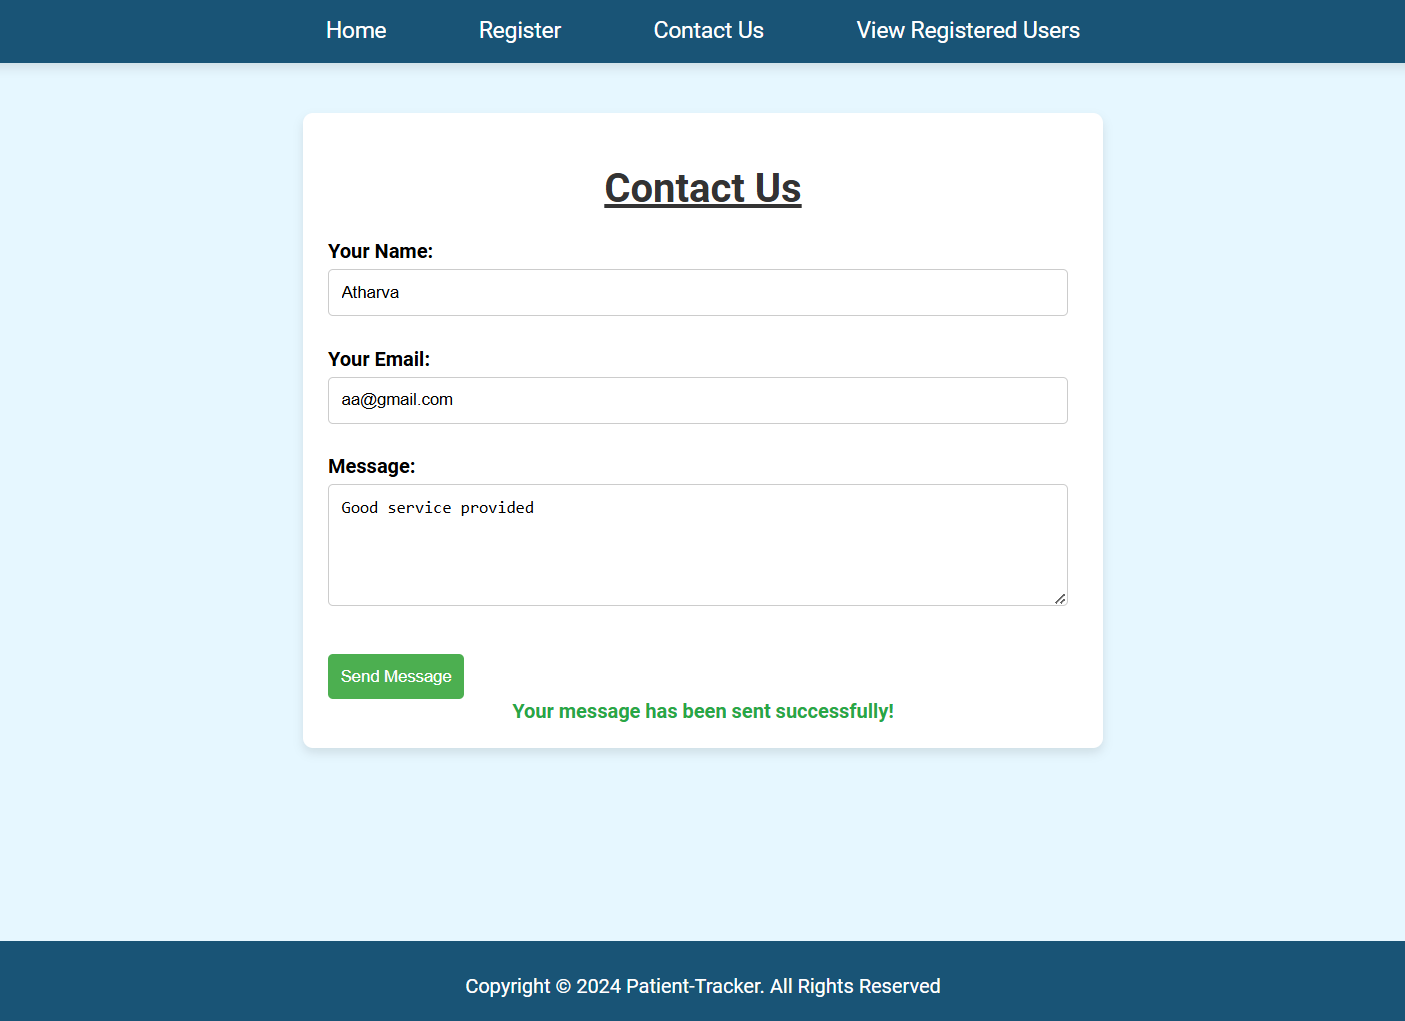 Home Register Contact Us View Registered Users
Contact Us
Your Name:
Atharva
Your Email:
aa@gmail.com
Message:
Good service provided
Send Message
Your message has been sent successfully!
Copyright © 2024 Patient-Tracker. All Rights Reserved